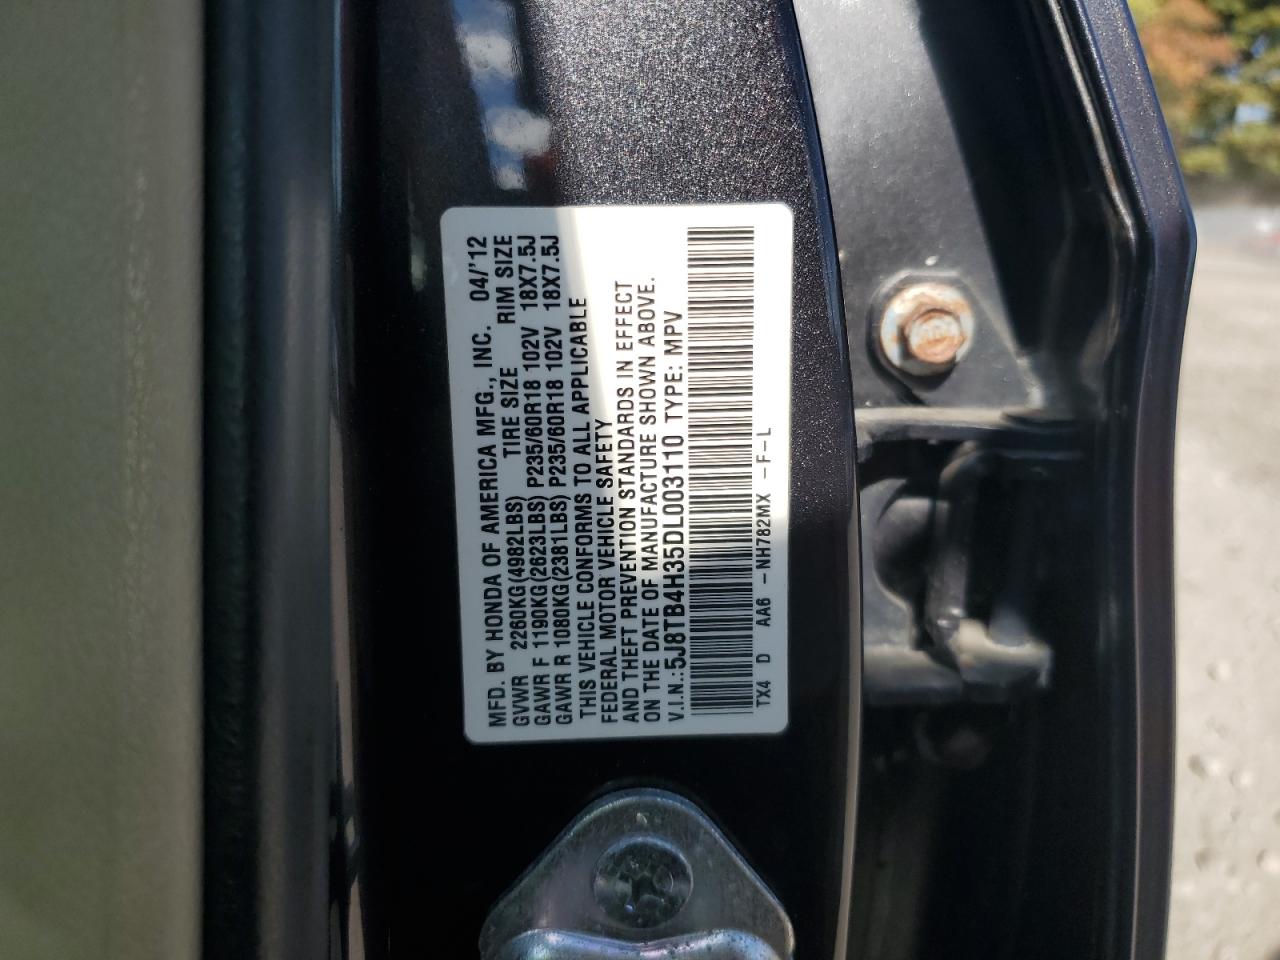 MFD. BY HONDA OF AMERICA MFG., INC. 04/'12
GVWR 2260KG(4982LBS) TIRE SIZE RIM SIZE
GAWR F 1190KG(2623LBS) P235/60R18 102V 18X7.5J
GAWR R 1080KG(2381LBS) P235/60R18 102V 18X7.5J
THIS VEHICLE CONFORMS TO ALL APPLICABLE
FEDERAL MOTOR VEHICLE SAFETY
AND THEFT PREVENTION STANDARDS IN EFFECT
ON THE DATE OF MANUFACTURE SHOWN ABOVE.
V.I.N.:5J8TB4H35DL003110 TYPE: MPV
TX4 D AA6 -NH782MX -F-L